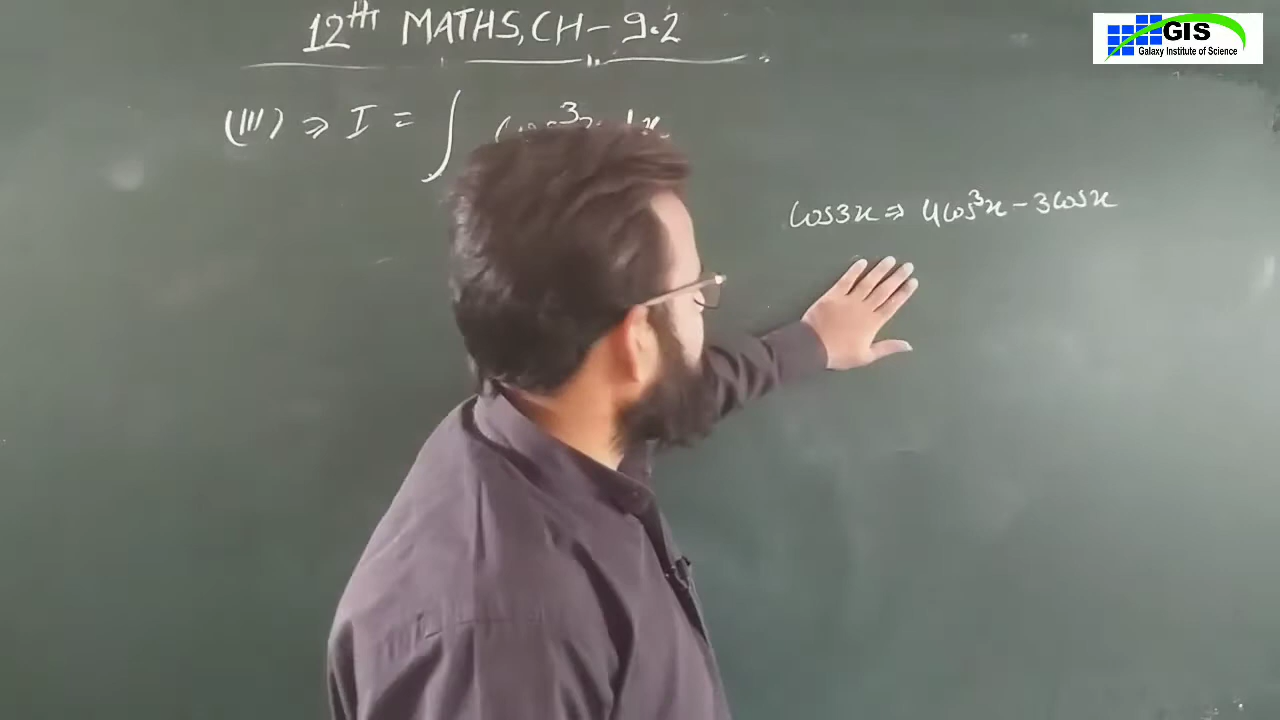 12TH MATHS, CH - 9.2
GIS
Galaxy Institute of Science
(III) ⇒ I = ∫ cos³x dx
cos3x ⇒ 4cos³x - 3cosx